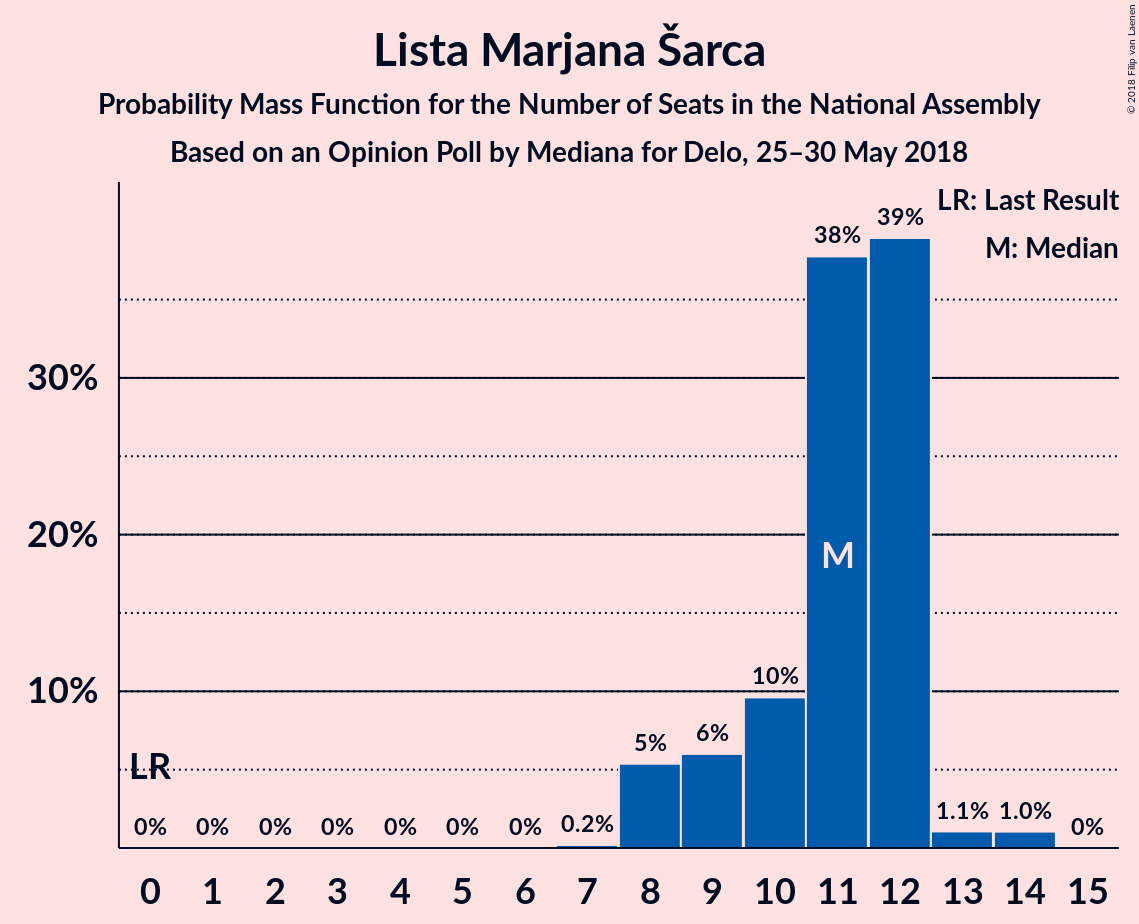 Lista Marjana Šarca
Probability Mass Function for the Number of Seats in the National Assembly
Based on an Opinion Poll by Mediana for Delo, 25–30 May 2018
© 2018 Filip van Laenen
LR: Last Result
M: Median
30%
20%
10%
LR
M
0% 0% 0% 0% 0% 0% 0% 0.2% 5% 6% 10% 38% 39% 1.1% 1.0% 0%
0 1 2 3 4 5 6 7 8 9 10 11 12 13 14 15